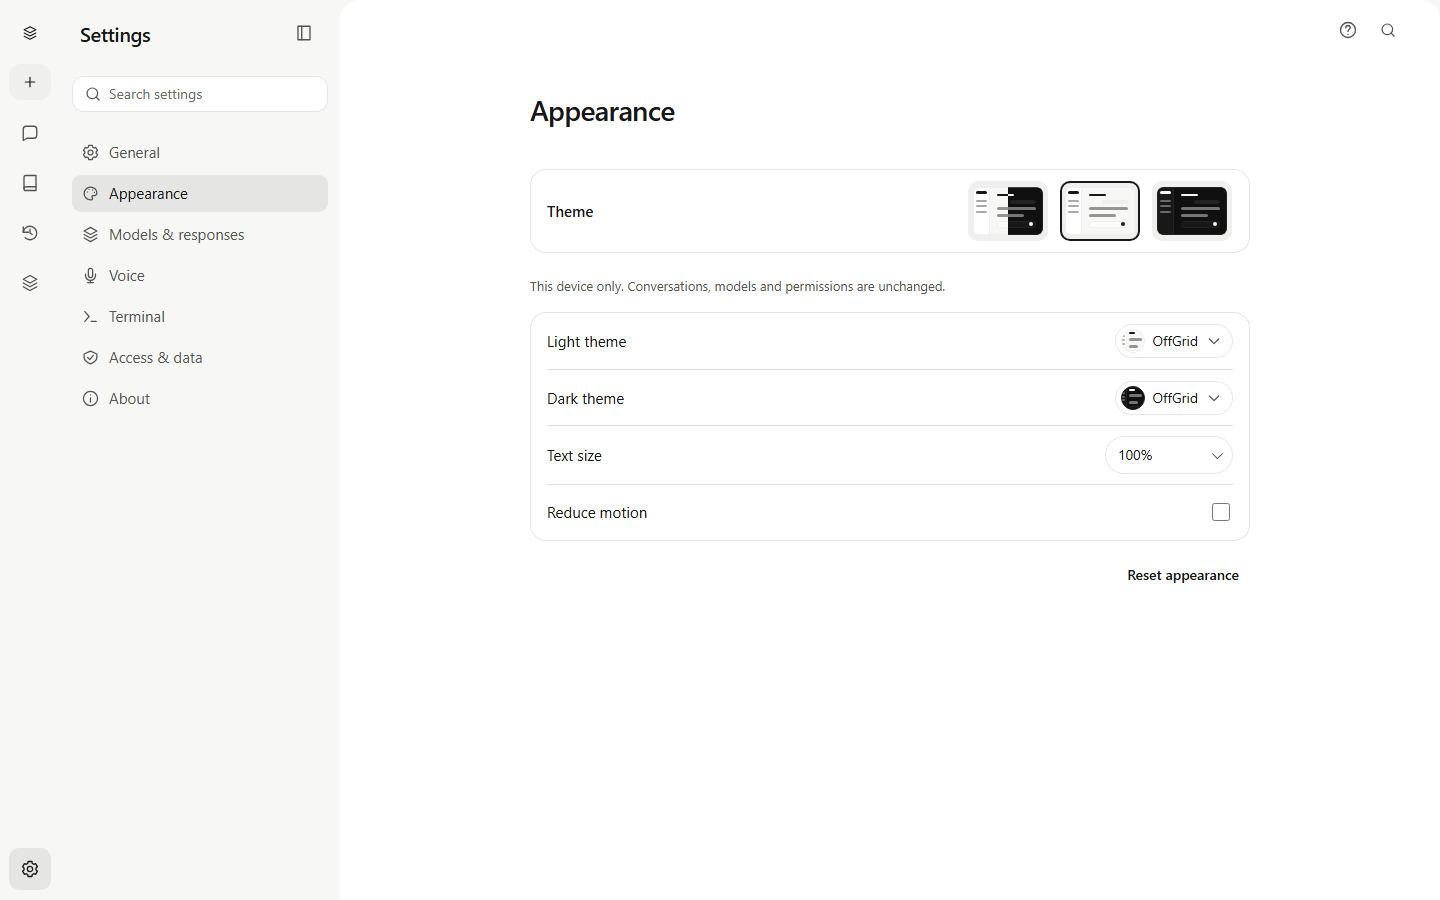 Settings
Search settings
General
Appearance
Models & responses
Voice
Terminal
Access & data
About
Appearance
Theme
This device only. Conversations, models and permissions are unchanged.
Light theme
OffGrid
Dark theme
OffGrid
Text size
100%
Reduce motion
Reset appearance